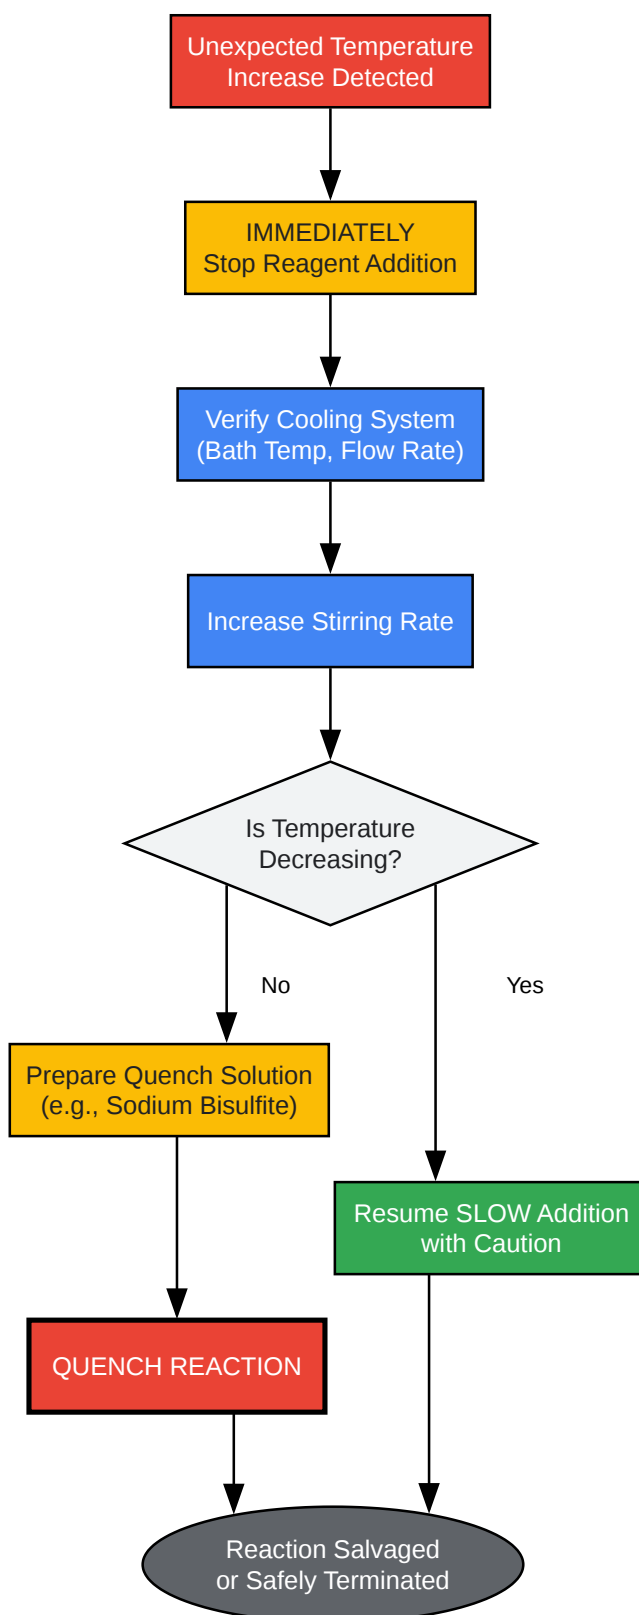 Unexpected Temperature
Increase Detected
IMMEDIATELY
Stop Reagent Addition
Verify Cooling System
(Bath Temp, Flow Rate)
Increase Stirring Rate
Is Temperature
Decreasing?
No
Yes
Prepare Quench Solution
(e.g., Sodium Bisulfite)
Resume SLOW Addition
with Caution
QUENCH REACTION
Reaction Salvaged
or Safely Terminated